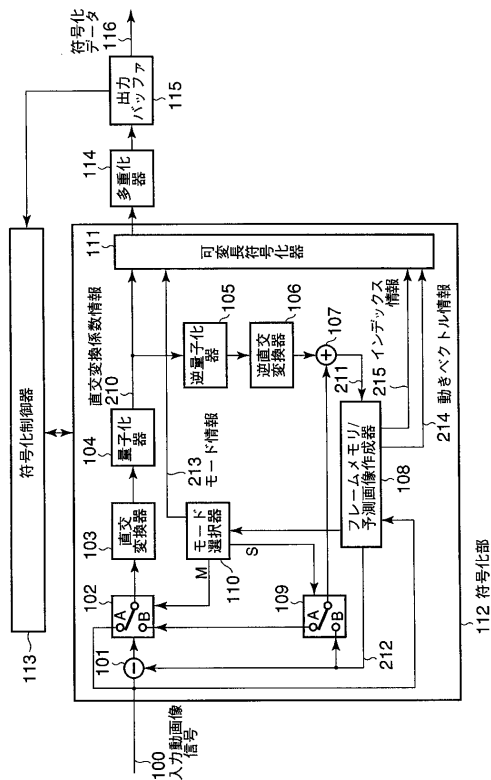 113
符号化制御器
100
入力動画像
信号
101
102
A
B
103
直交
変換器
104
量子化
器
直交変換係数情報
210
111
可変長符号化器
114
多重化
器
出力
バッファ
115
符号化
データ
116
213
モード情報
モード
選択器
110
M
S
逆量子化
器
105
逆直交
変換器
106
107
211
109
A
B
212
フレームメモリ/
予測画像作成器
108
215 インデックス
情報
214 動きベクトル情報
112 符号化部